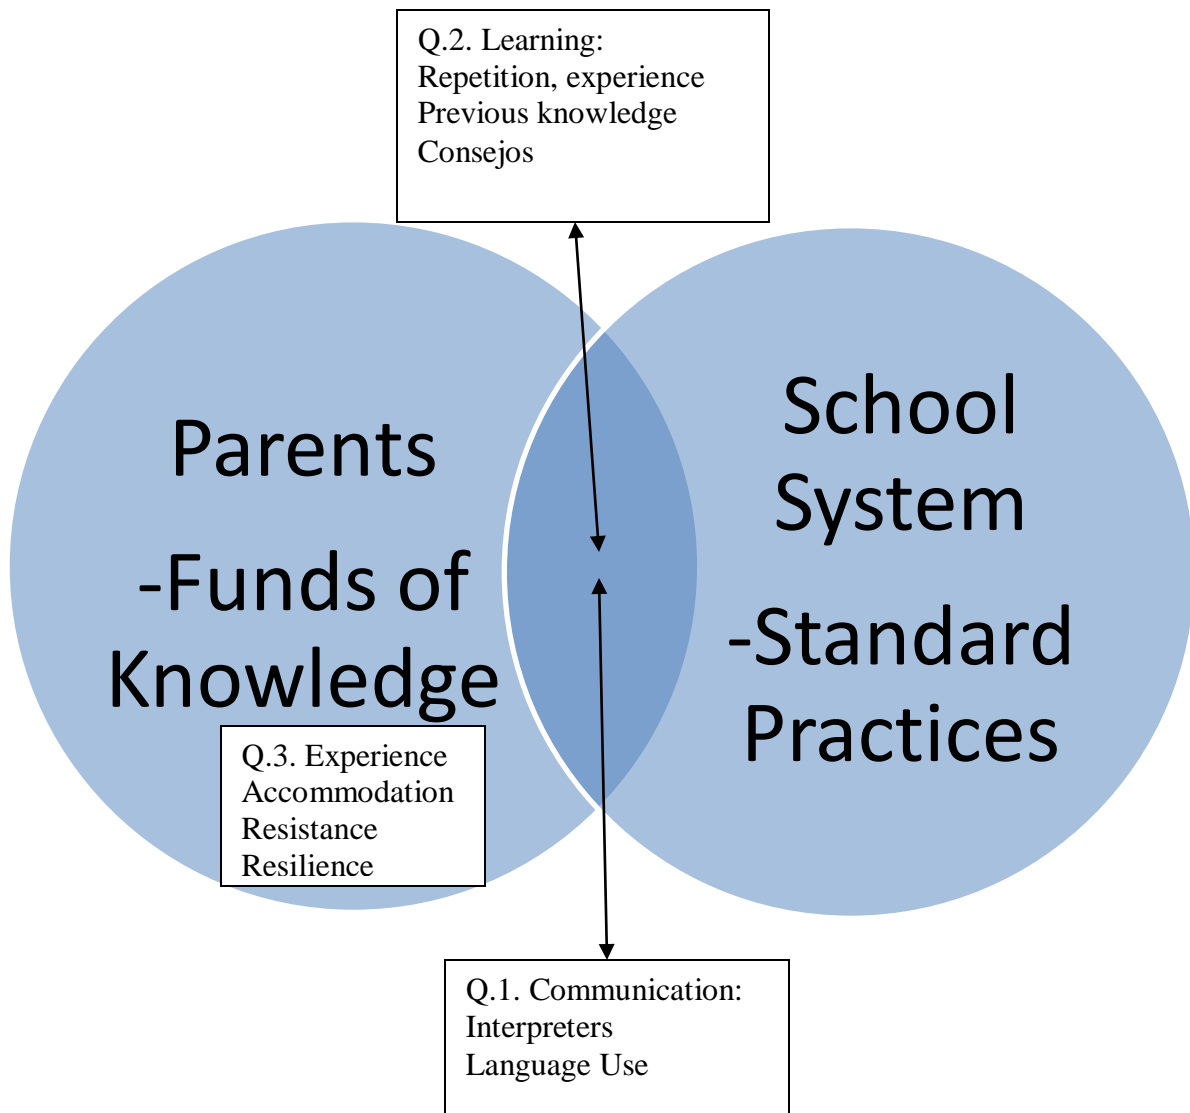 Q.2. Learning:
Repetition, experience
Previous knowledge
Consejos
Parents
-Funds of
Knowledge
Q.3. Experience
Accommodation
Resistance
Resilience
School
System
-Standard
Practices
Q.1. Communication:
Interpreters
Language Use